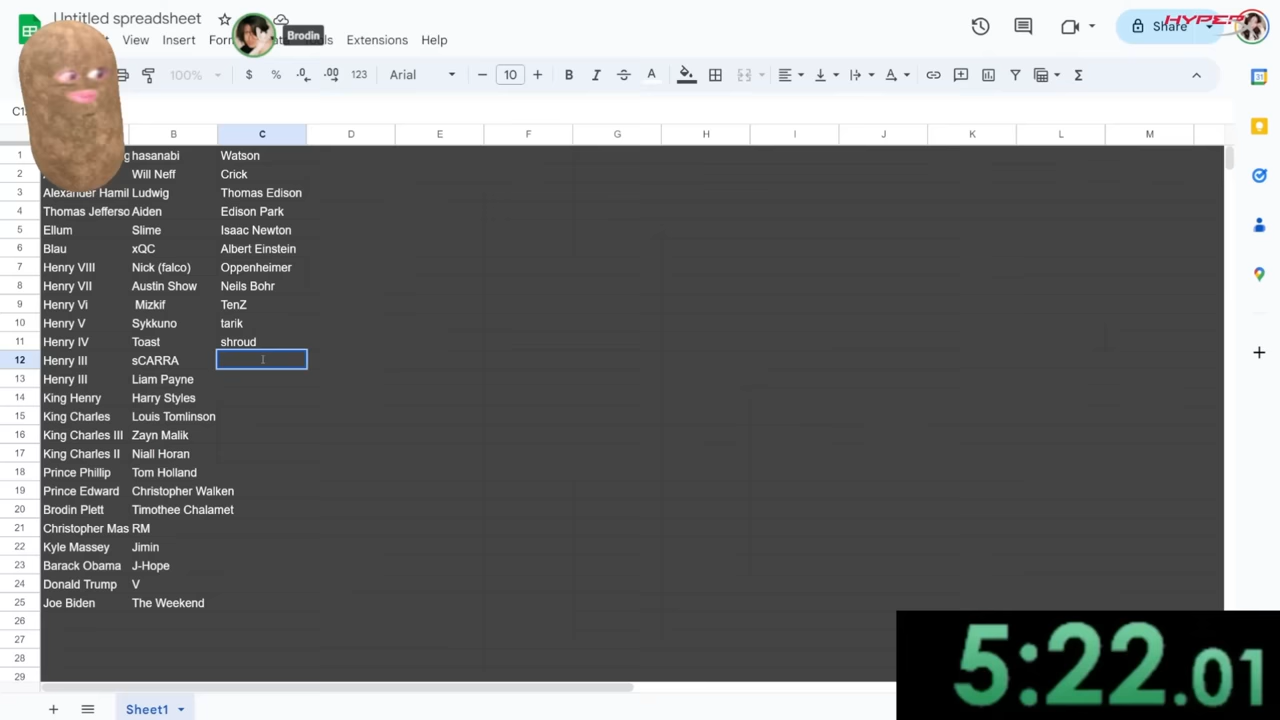 Untitled spreadsheet
Brodin
HYPER
Share
View Insert Extensions Help
100% $ % .0 .00 123 Arial 10 B I A Σ
31
A B C D E F G H I J K L M
1 hasanabi Watson
2 Will Neff Crick
3 Alexander Hamil Ludwig Thomas Edison
4 Thomas Jefferso Aiden Edison Park
5 Ellum Slime Isaac Newton
6 Blau xQC Albert Einstein
7 Henry VIII Nick (falco) Oppenheimer
8 Henry VII Austin Show Neils Bohr
9 Henry Vi Mizkif TenZ
10 Henry V Sykkuno tarik
11 Henry IV Toast shroud
12 Henry III sCARRA
13 Henry III Liam Payne
14 King Henry Harry Styles
15 King Charles Louis Tomlinson
16 King Charles III Zayn Malik
17 King Charles II Niall Horan
18 Prince Phillip Tom Holland
19 Prince Edward Christopher Walken
20 Brodin Plett Timothee Chalamet
21 Christopher Mas RM
22 Kyle Massey Jimin
23 Barack Obama J-Hope
24 Donald Trump V
25 Joe Biden The Weekend
26
27
28
29
5:22.01
Sheet1